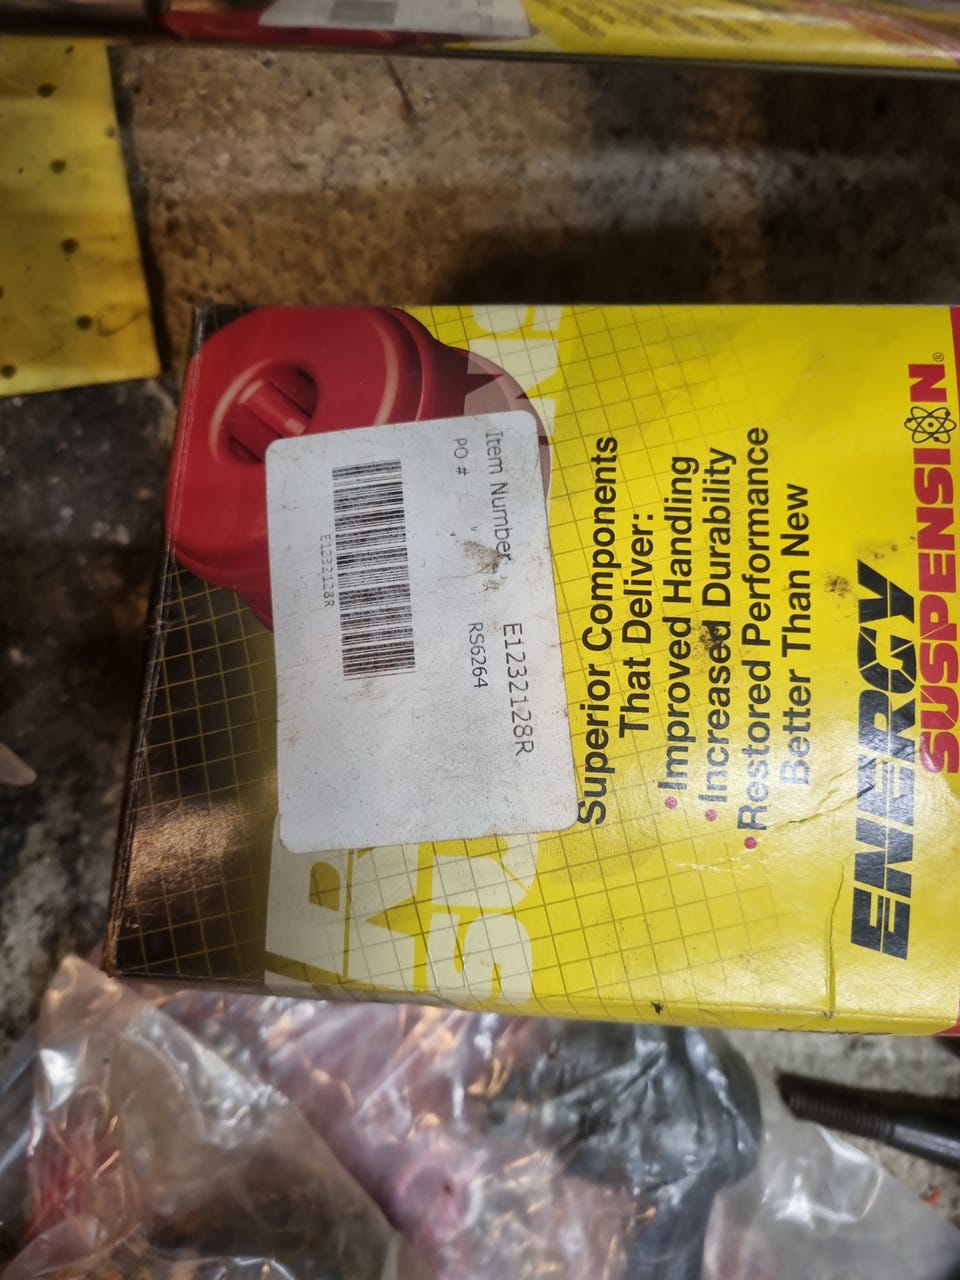 Item Number
E1232128R
PO #
RS6264
E1232128R
Superior Components
That Deliver:
• Improved Handling
• Increased Durability
• Restored Performance
Better Than New
ENERGY
SUSPENSION®